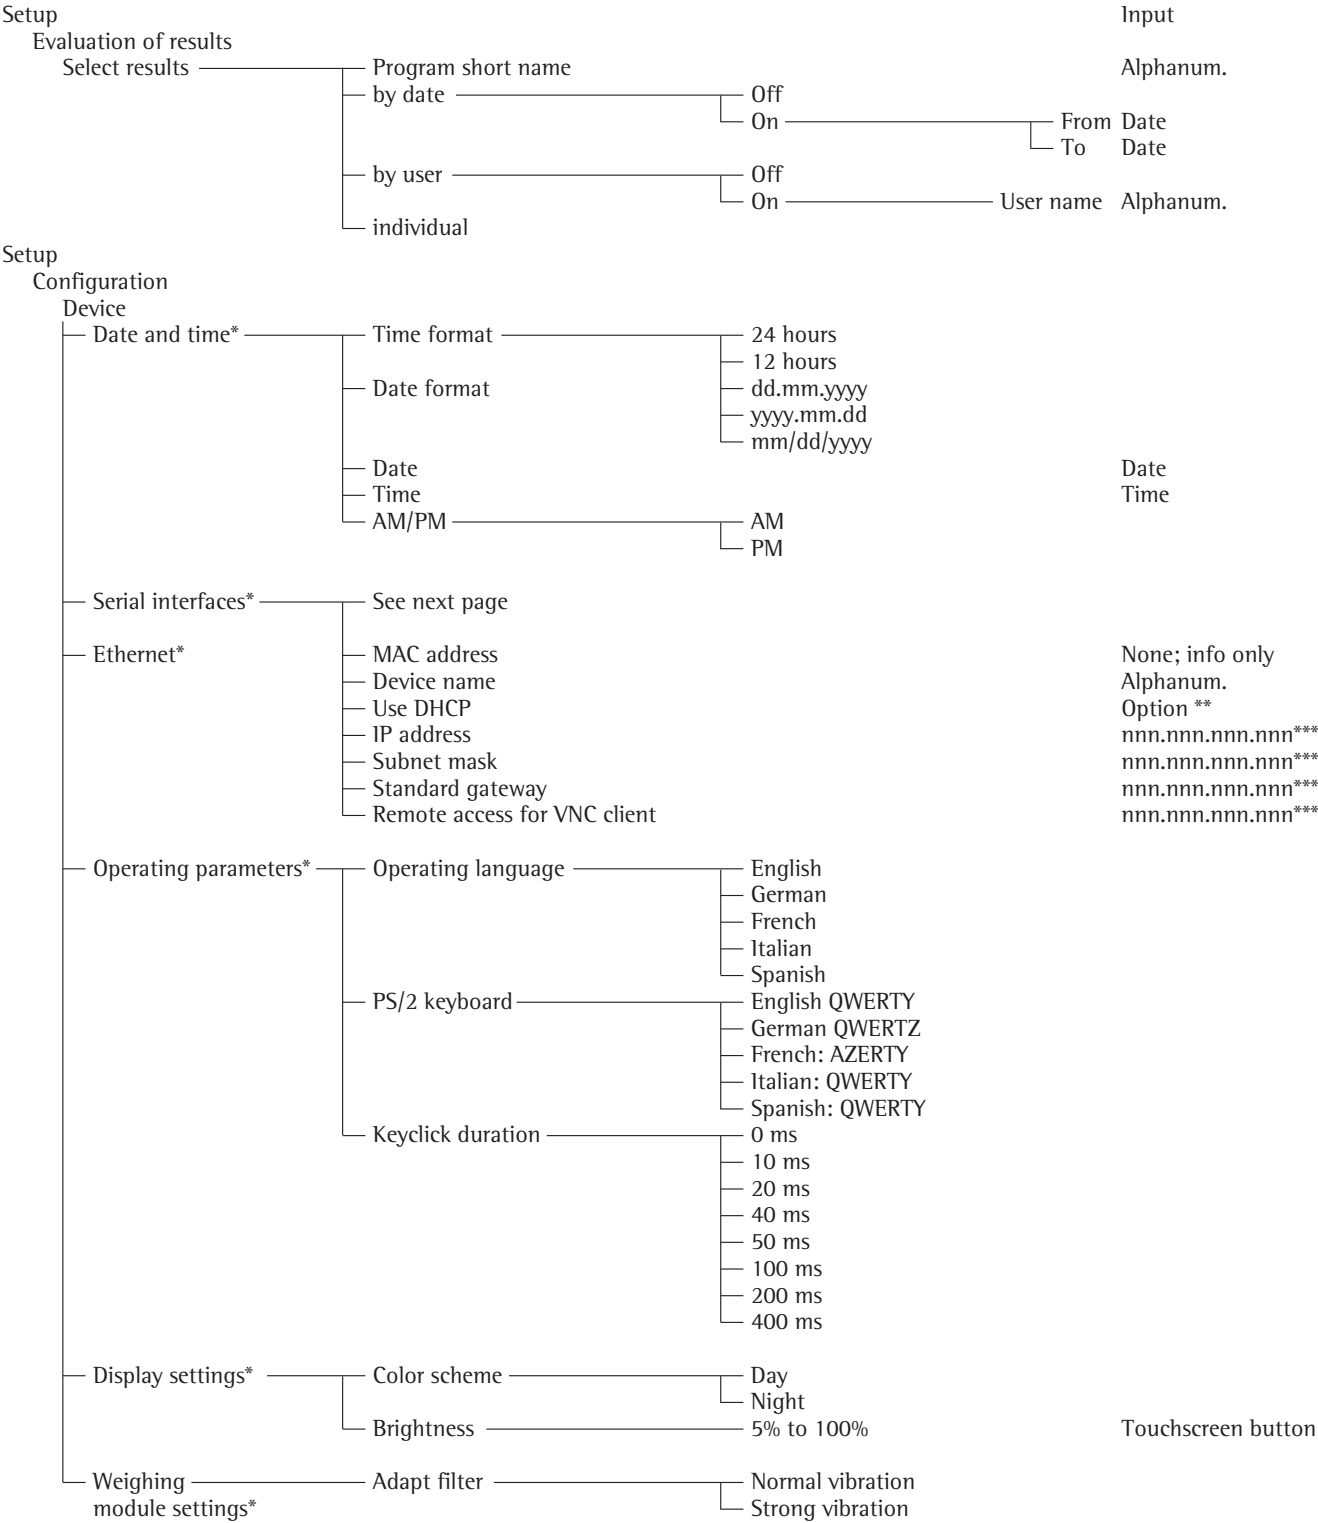 Setup Input
Evaluation of results
Select results Program short name Alphanum.
by date Off
On From Date
To Date
by user Off
On User name Alphanum.
individual
Setup
Configuration
Device
Date and time* Time format 24 hours
12 hours
Date format dd.mm.yyyy
yyyy.mm.dd
mm/dd/yyyy
Date Date
Time Time
AM/PM AM
PM
Serial interfaces* See next page
Ethernet* MAC address None; info only
Device name Alphanum.
Use DHCP Option **
IP address nnn.nnn.nnn.nnn***
Subnet mask nnn.nnn.nnn.nnn***
Standard gateway nnn.nnn.nnn.nnn***
Remote access for VNC client nnn.nnn.nnn.nnn***
Operating parameters* Operating language English
German
French
Italian
Spanish
PS/2 keyboard English QWERTY
German QWERTZ
French: AZERTY
Italian: QWERTY
Spanish: QWERTY
Keyclick duration 0 ms
10 ms
20 ms
40 ms
50 ms
100 ms
200 ms
400 ms
Display settings* Color scheme Day
Night
Brightness 5% to 100% Touchscreen button
Weighing Adapt filter Normal vibration
module settings* Strong vibration